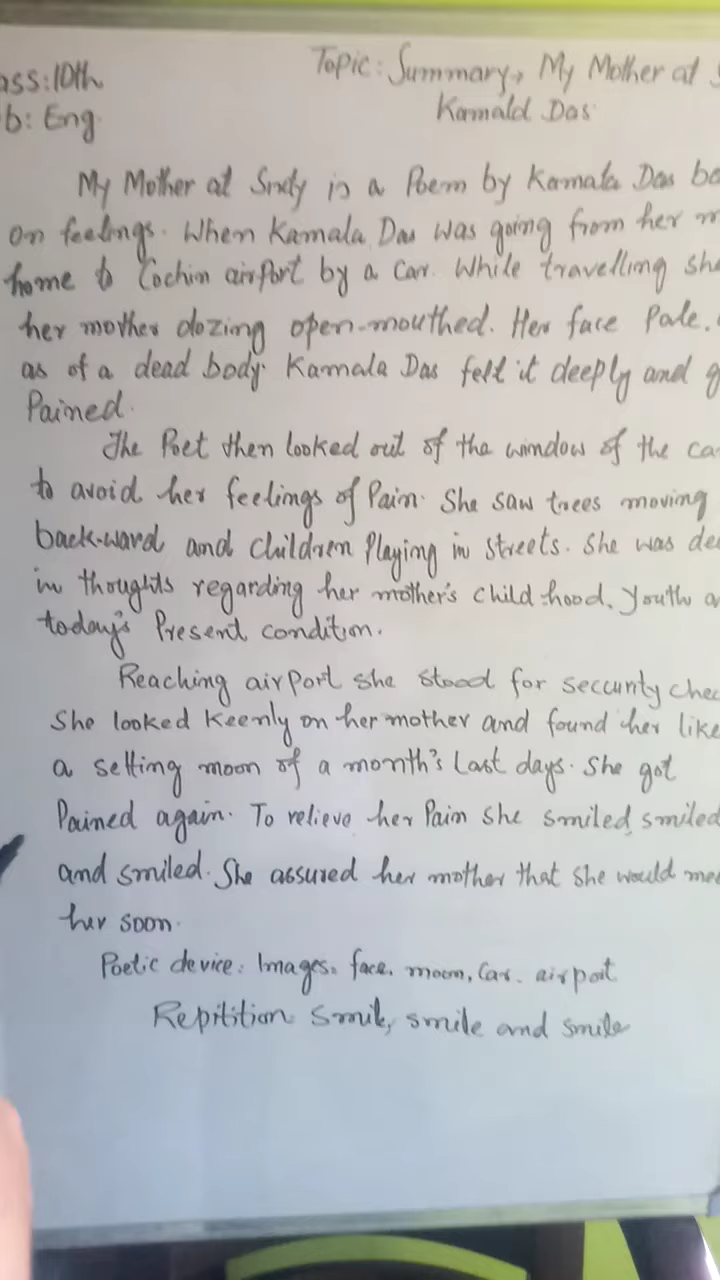 ass: 10th
Topic: Summary, My Mother at S
b: Eng.
Kamald Das
My Mother at Sixty is a Poem by Kamala Das ba
on feelings. When Kamala Das was going from her m
home to Cochin airport by a car. While travelling she
her mother dozing open-mouthed. Her face Pale.
as of a dead body. Kamala Das felt it deeply and g
Pained.
The Poet then looked out of the window of the ca
to avoid her feelings of Pain. She saw trees moving
back-ward and children Playing in streets. She was dee
in thoughts regarding her mother's child-hood, Youth a
today's Present condition.
Reaching airport she stood for security chec
She looked keenly on her mother and found her like
a setting moon of a month's last days. She got
Pained again. To relieve her Pain she smiled, smiled
and smiled. She assured her mother that she would mee
her soon.
Poetic device: Images: face, moon, Car, airport
Repitition: Smile, smile and smile